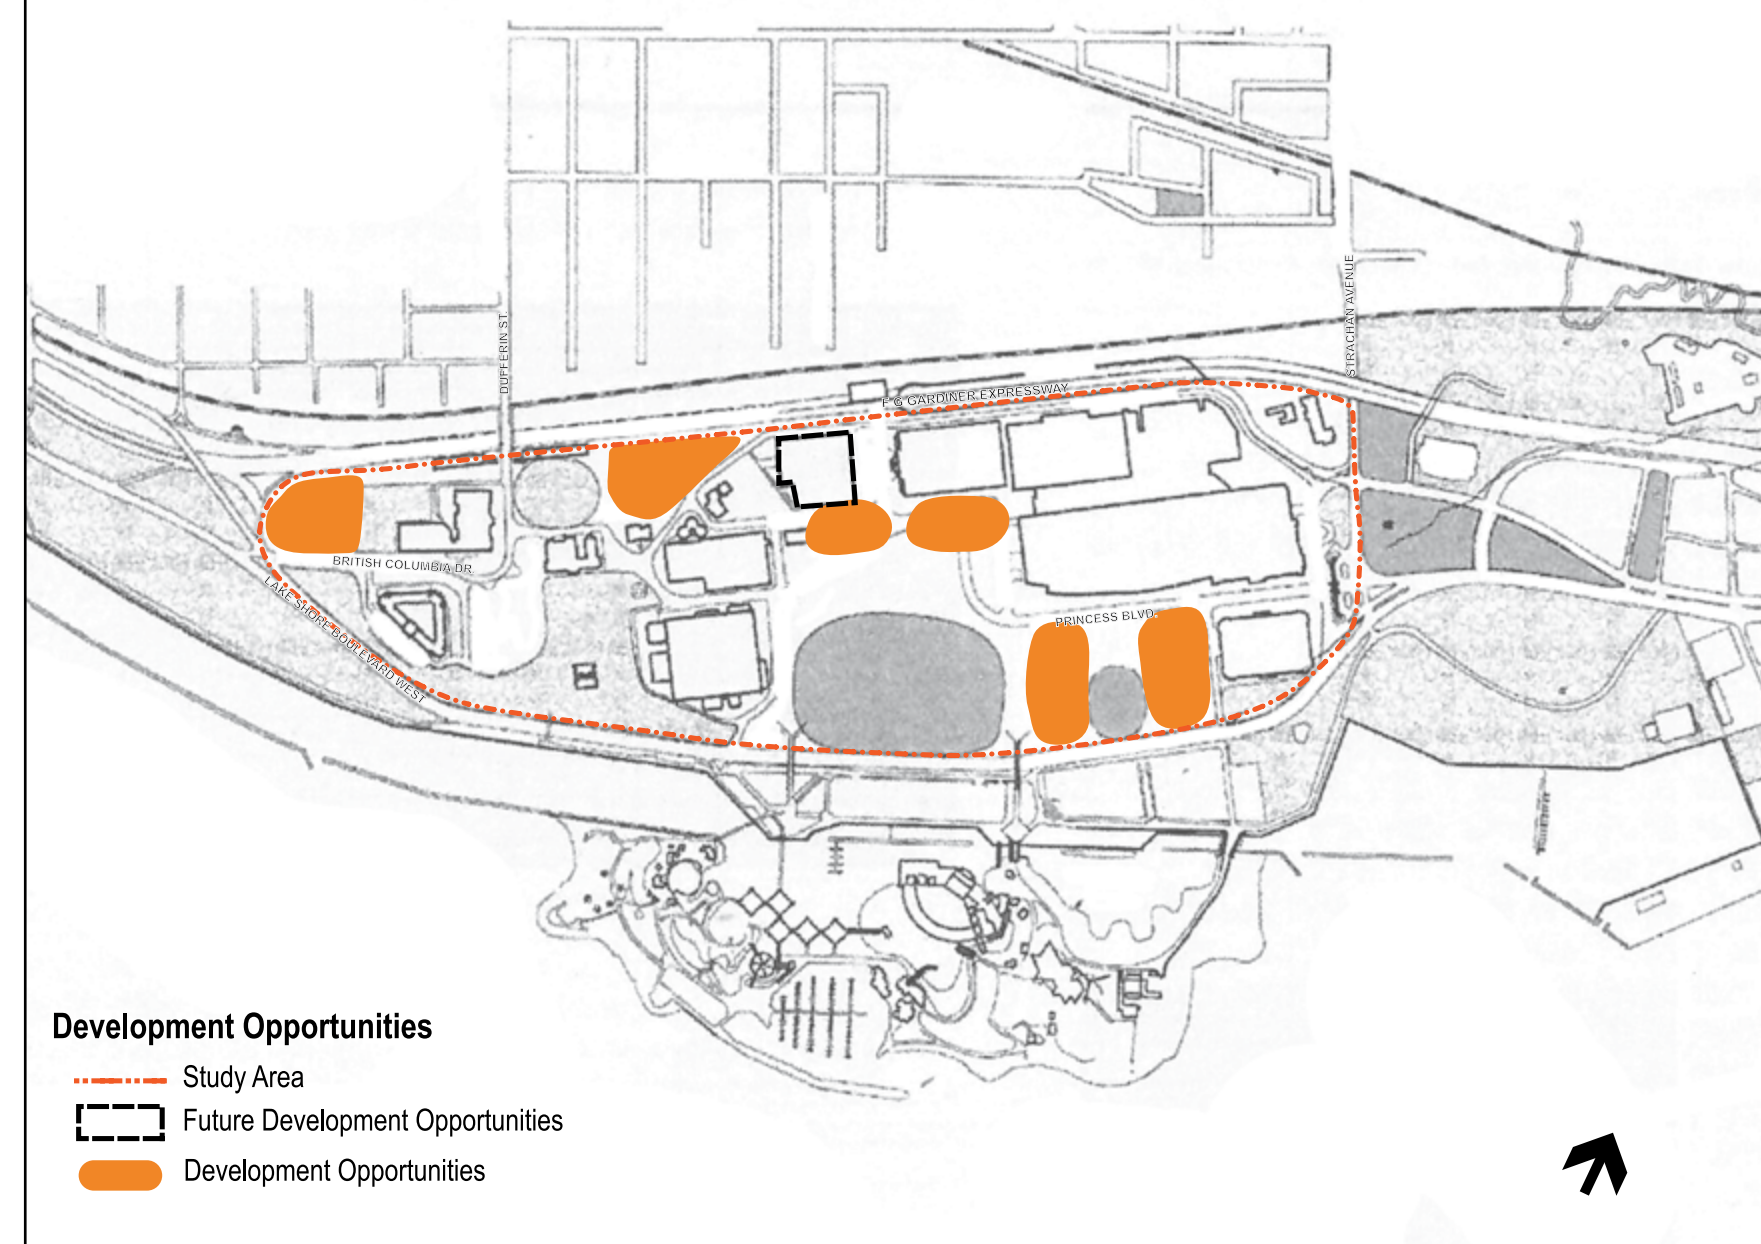 DUFFERIN ST.
STRACHAN AVENUE
F G GARDINER EXPRESSWAY
BRITISH COLUMBIA DR
LAKE SHORE BOULEVARD WEST
PRINCESS BLVD.
Development Opportunities
Study Area
Future Development Opportunities
Development Opportunities